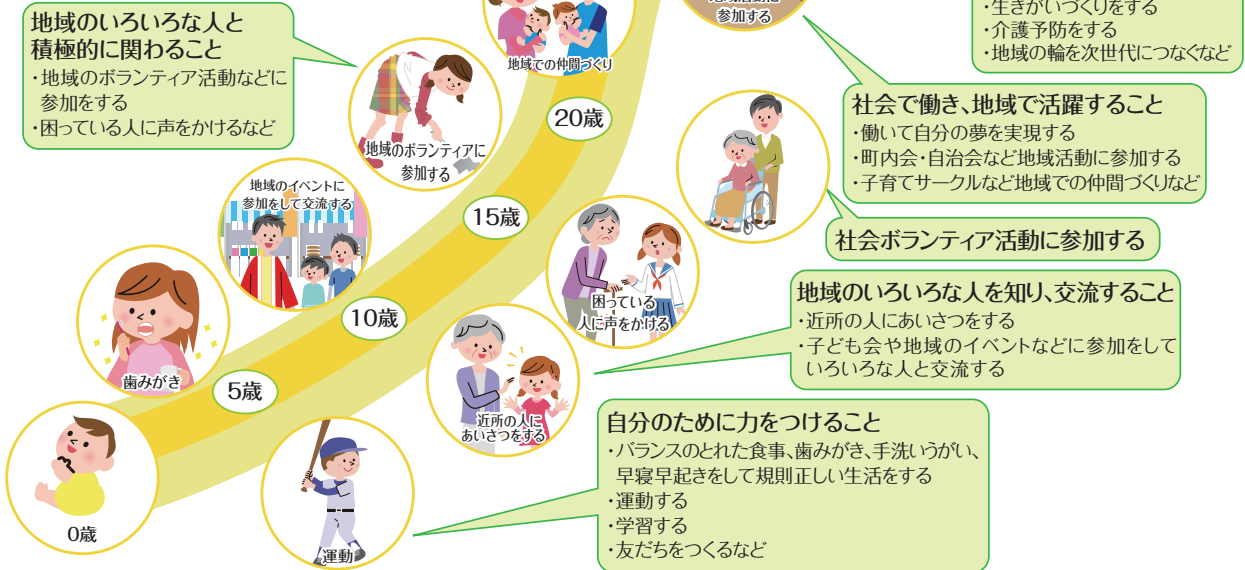 地域のいろいろな人と
積極的に関わること
・地域のボランティア活動などに
参加をする
・困っている人に声をかけるなど
地域での仲間づくり
参加する
・生きがいづくりをする
・介護予防をする
・地域の輪を次世代につなぐなど
社会で働き、地域で活躍すること
・働いて自分の夢を実現する
・町内会・自治会など地域活動に参加する
・子育てサークルなど地域での仲間づくりなど
20歳
地域のボランティアに
参加する
地域のイベントに
参加をして交流する
15歳
社会ボランティア活動に参加する
困っている
人に声をかける
地域のいろいろな人を知り、交流すること
・近所の人にあいさつをする
・子ども会や地域のイベントなどに参加をして
いろいろな人と交流する
10歳
歯みがき
5歳
近所の人に
あいさつをする
自分のために力をつけること
・バランスのとれた食事、歯みがき、手洗いうがい、
早寝早起きをして規則正しい生活をする
・運動する
・学習する
・友だちをつくるなど
0歳
運動